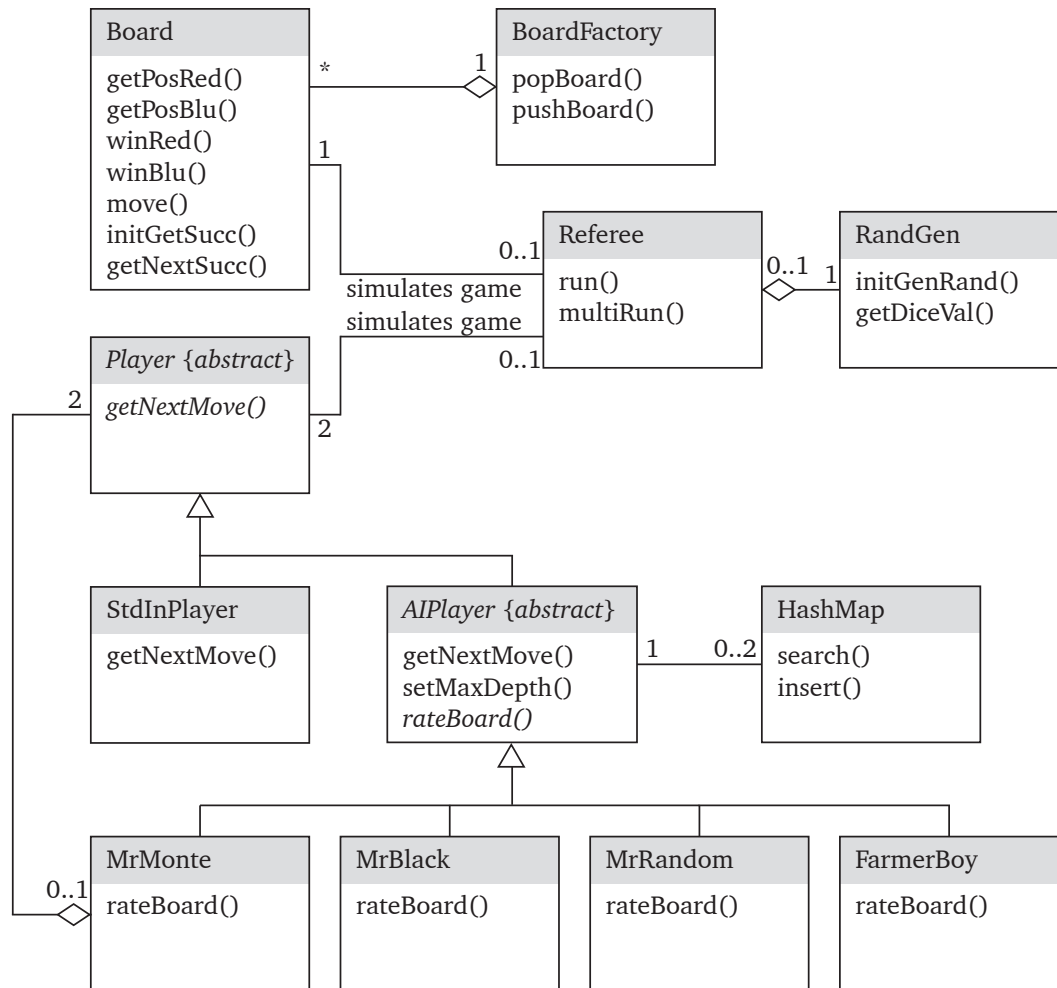 Board
getPosRed()
getPosBlu()
winRed()
winBlu()
move()
initGetSucc()
getNextSucc()
*
1
BoardFactory
popBoard()
pushBoard()
1
0..1
simulates game
simulates game
0..1
2
Referee
run()
multiRun()
0..1
1
RandGen
initGenRand()
getDiceVal()
Player {abstract}
getNextMove()
2
StdInPlayer
getNextMove()
AIPlayer {abstract}
getNextMove()
setMaxDepth()
rateBoard()
1
0..2
HashMap
search()
insert()
0..1
MrMonte
rateBoard()
MrBlack
rateBoard()
MrRandom
rateBoard()
FarmerBoy
rateBoard()